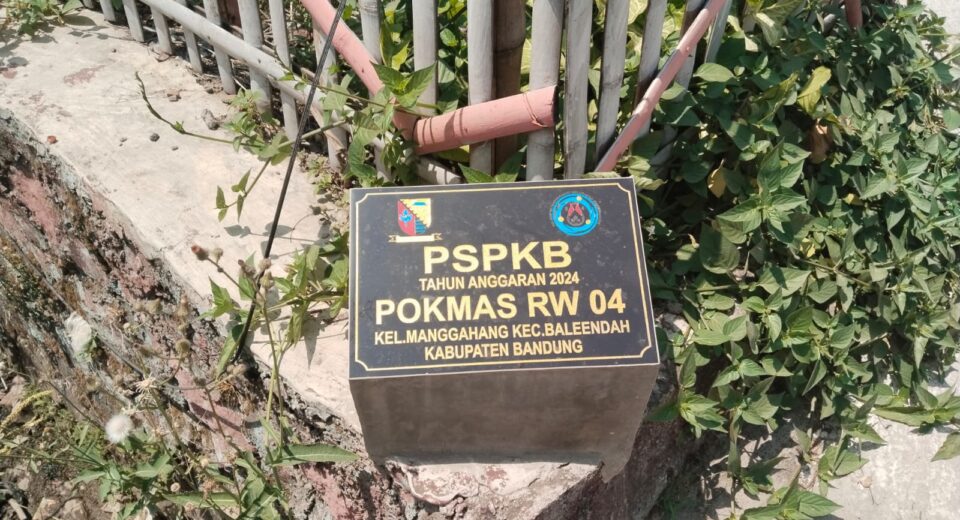 PSPKB
TAHUN ANGGARAN 2024
POKMAS RW 04
KEL.MANGGAHANG KEC.BALEENDAH
KABUPATEN BANDUNG